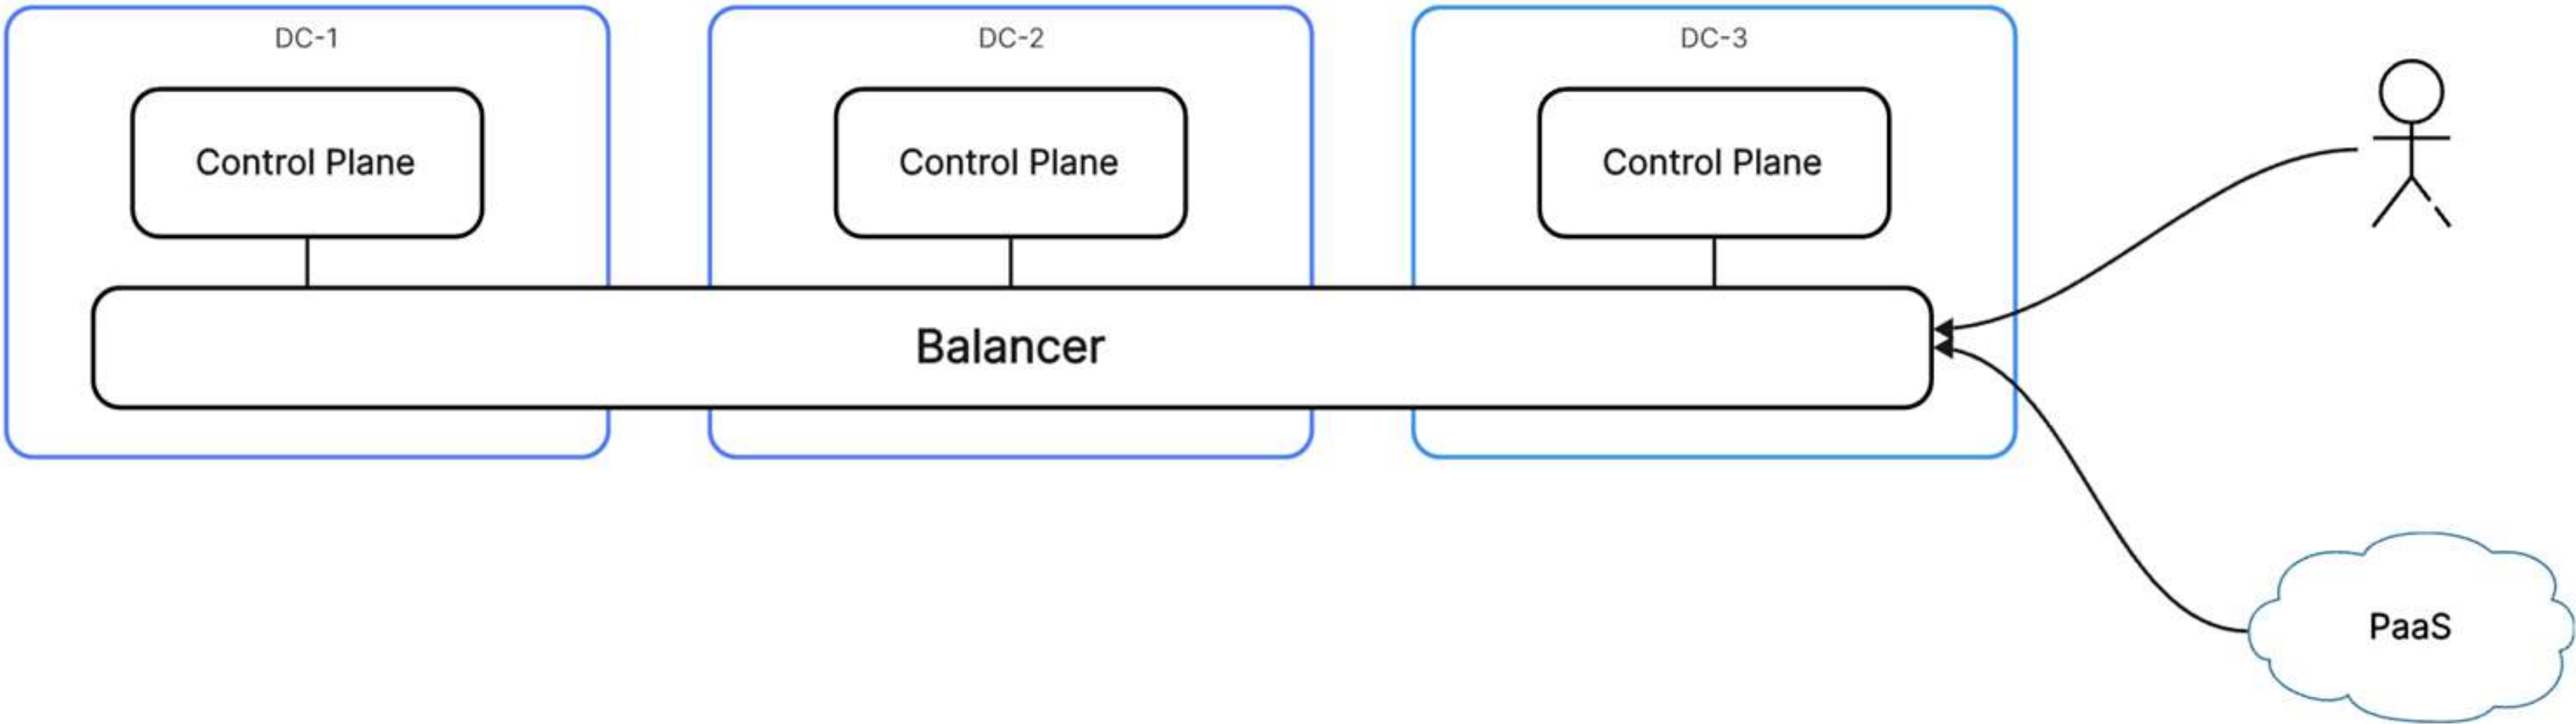 DC-1
DC-2
DC-3
Control Plane
Control Plane
Control Plane
Balancer
PaaS